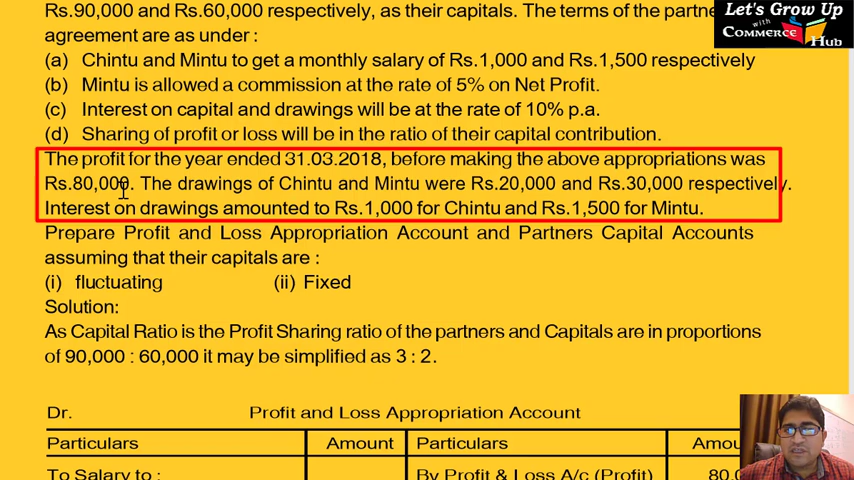 Rs.90,000 and Rs.60,000 respectively, as their capitals. The terms of the
agreement are as under :
(a) Chintu and Mintu to get a monthly salary of Rs.1,000 and Rs.1,500 respectively
(b) Mintu is allowed a commission at the rate of 5% on Net Profit.
(c) Interest on capital and drawings will be at the rate of 10% p.a.
(d) Sharing of profit or loss will be in the ratio of their capital contribution.
The profit for the year ended 31.03.2018, before making the above appropriations was
Rs.80,000. The drawings of Chintu and Mintu were Rs.20,000 and Rs.30,000 respectively.
Interest on drawings amounted to Rs.1,000 for Chintu and Rs.1,500 for Mintu.
Prepare Profit and Loss Appropriation Account and Partners Capital Accounts
assuming that their capitals are :
(i) fluctuating (ii) Fixed
Solution:
As Capital Ratio is the Profit Sharing ratio of the partners and Capitals are in proportions
of 90,000 : 60,000 it may be simplified as 3 : 2.
Dr. Profit and Loss Appropriation Account
Particulars Amount Particulars
To Salary to : By Profit & Loss A/c (Profit)
Let's Grow Up
with
Commerce
Hub